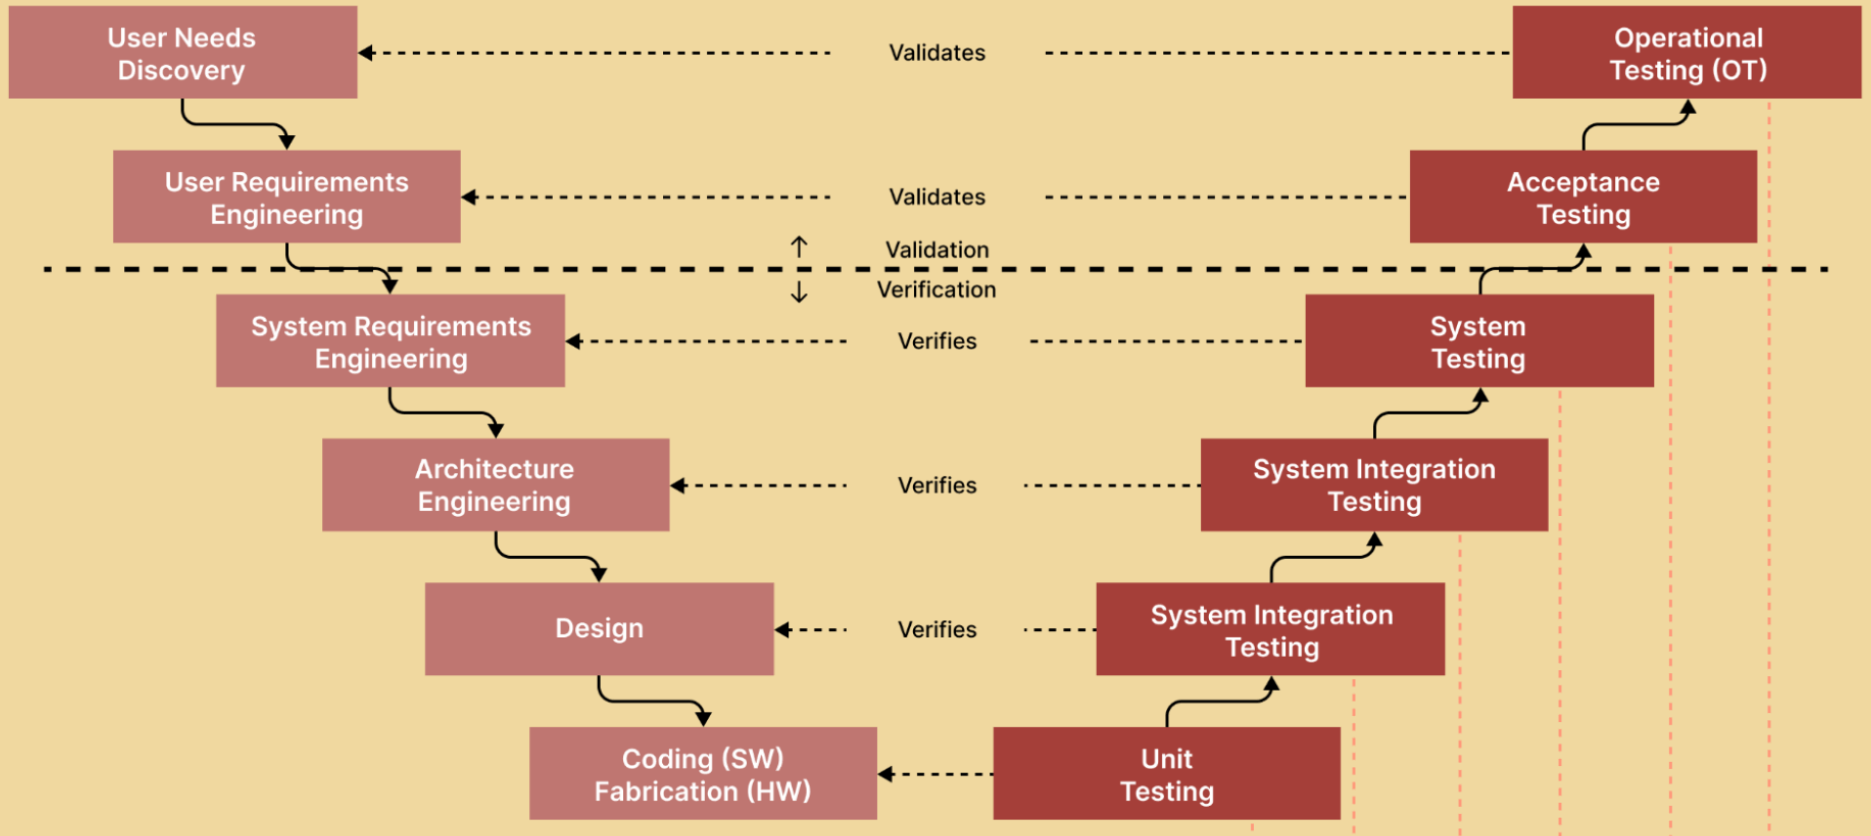 User Needs
Discovery
Validates
Operational
Testing (OT)
User Requirements
Engineering
Validates
Acceptance
Testing
↑ Validation
↓ Verification
System Requirements
Engineering
Verifies
System
Testing
Architecture
Engineering
Verifies
System Integration
Testing
Design
Verifies
System Integration
Testing
Coding (SW)
Fabrication (HW)
Unit
Testing